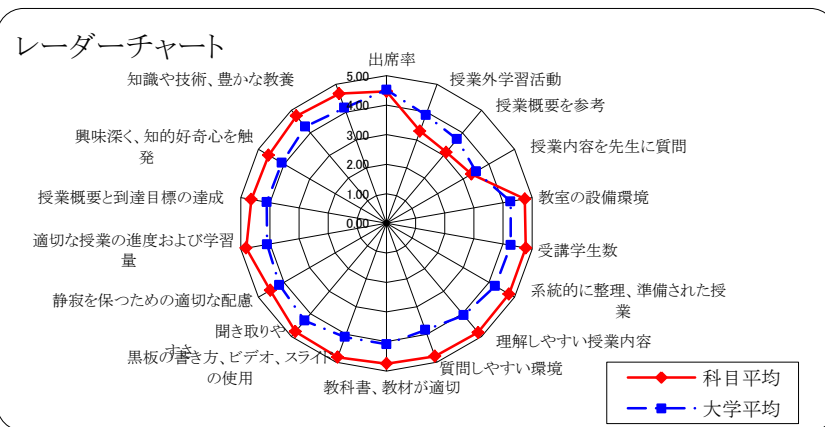 レーダーチャート
出席率
授業外学習活動
授業概要を参考
授業内容を先生に質問
教室の設備環境
受講学生数
系統的に整理、準備された授
業
理解しやすい授業内容
質問しやすい環境
教科書、教材が適切
黒板の書き方、ビデオ、スライド
の使用
聞き取りや
すさ
静寂を保つための適切な配慮
適切な授業の進度および学習
量
授業概要と到達目標の達成
興味深く、知的好奇心を触
発
知識や技術、豊かな教養
5.00
4.00
3.00
2.00
1.00
0.00
科目平均
大学平均